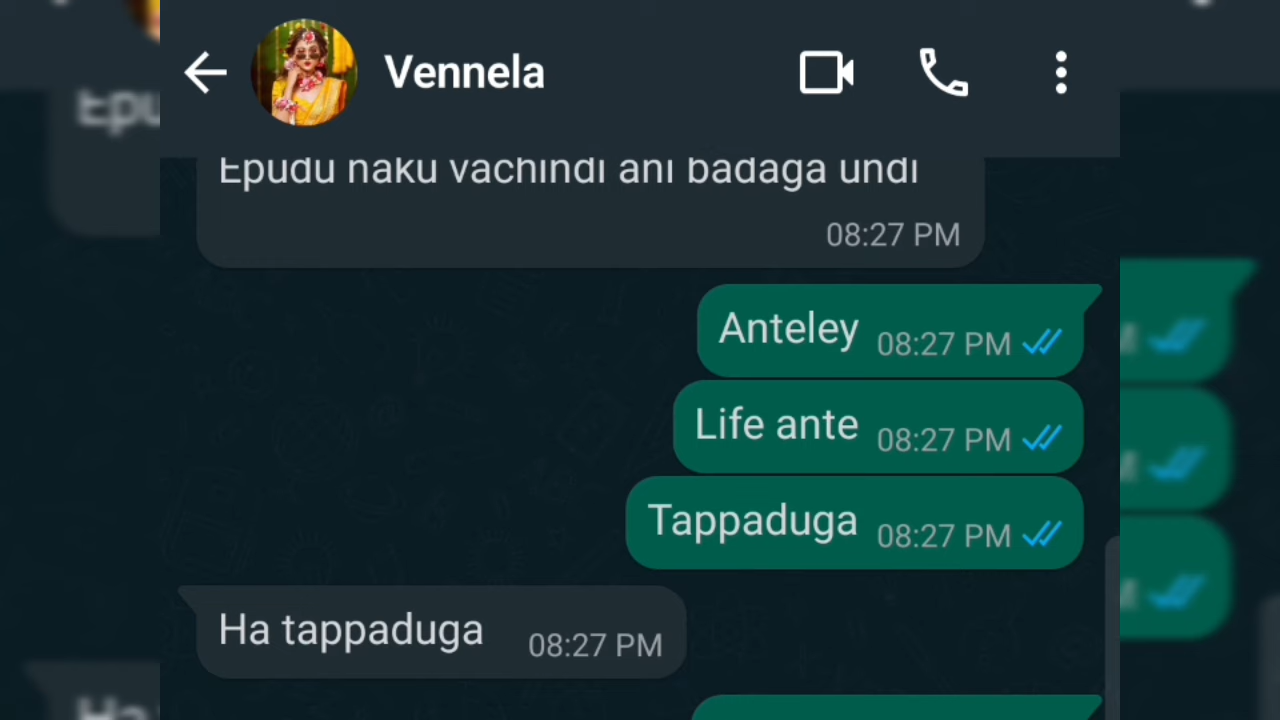 Vennela
Epudu naku vachindi ani badaga undi
08:27 PM
Anteley 08:27 PM
Life ante 08:27 PM
Tappaduga 08:27 PM
Ha tappaduga 08:27 PM